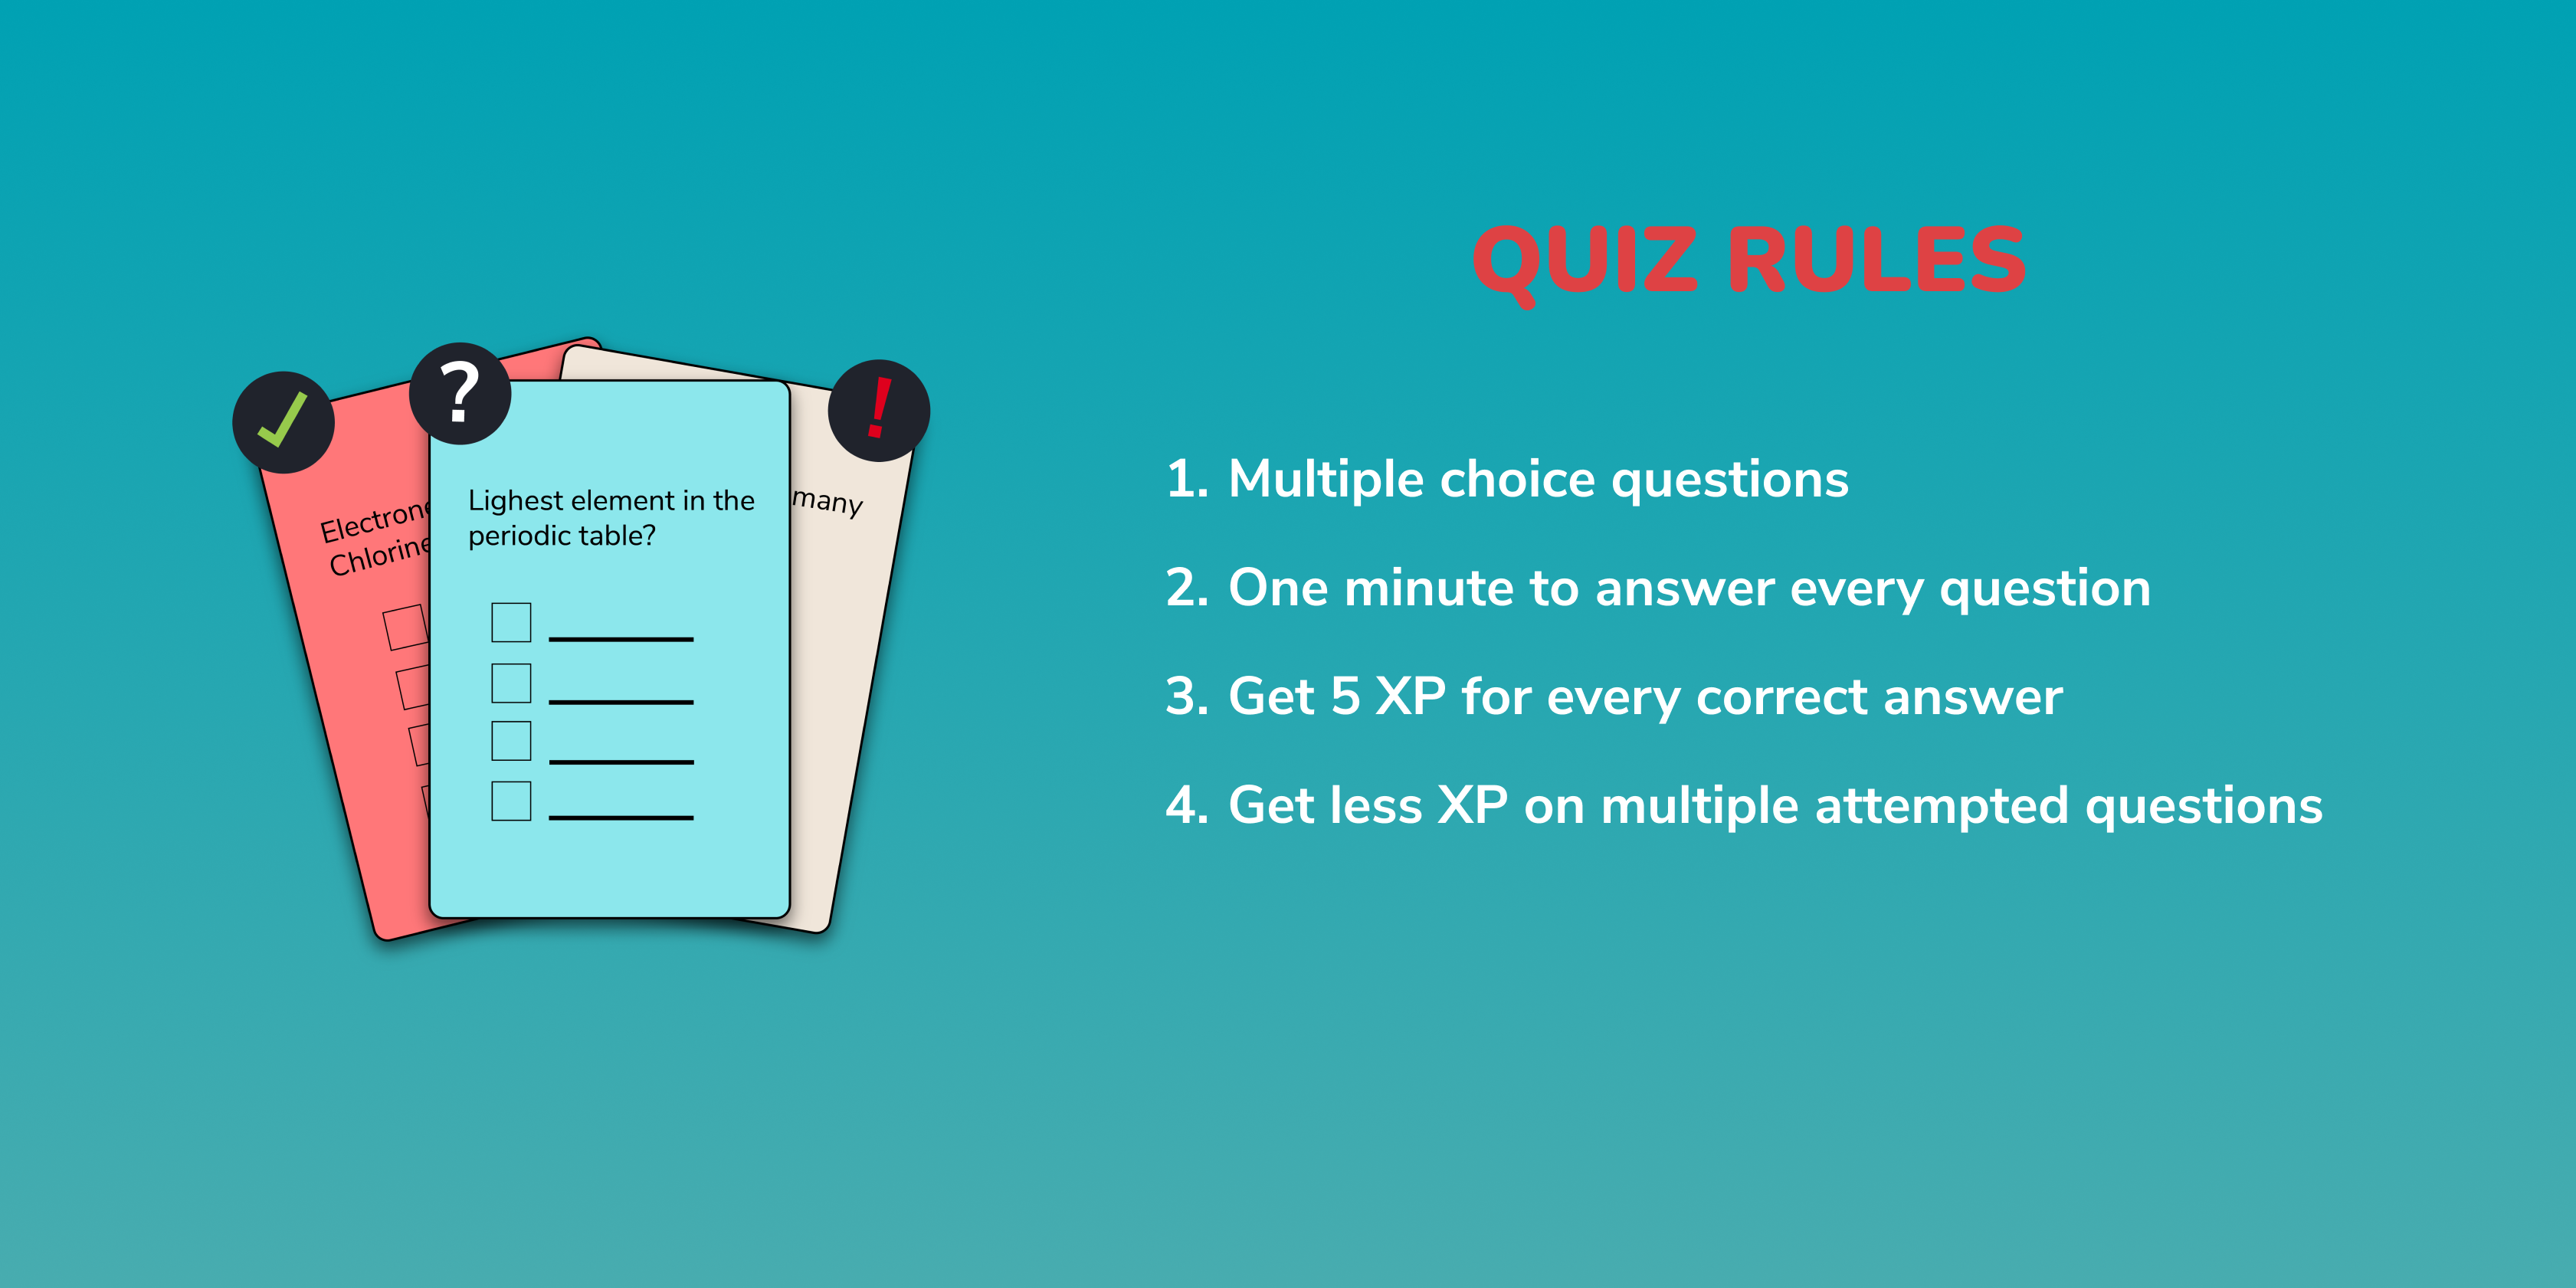 QUIZ RULES
1. Multiple choice questions
2. One minute to answer every question
3. Get 5 XP for every correct answer
4. Get less XP on multiple attempted questions
?
!
Lighest element in the
periodic table?
many
Chlorine